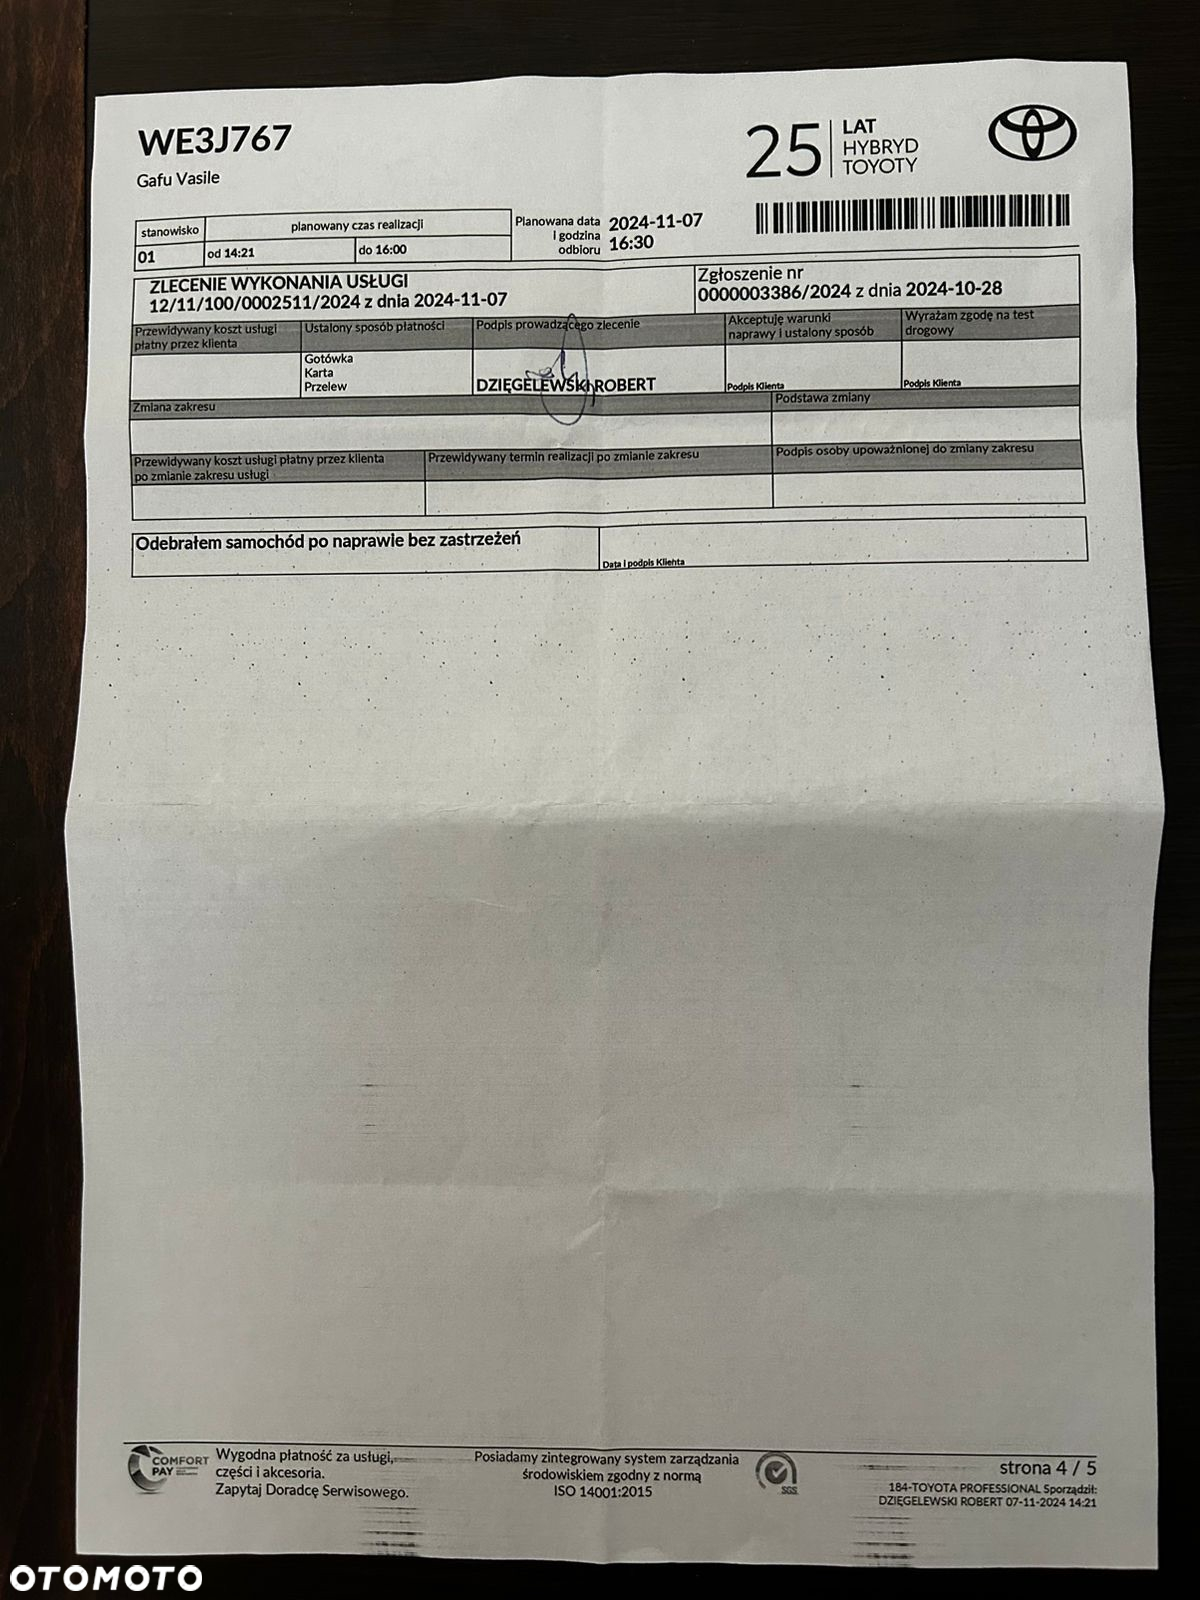 WE3J767
Gafu Vasile
25 LAT
HYBRYD
TOYOTY
stanowisko
planowany czas realizacji
01
od 14:21
do 16:00
Planowana data
i godzina
odbioru
2024-11-07
16:30
ZLECENIE WYKONANIA USŁUGI
12/11/100/0002511/2024 z dnia 2024-11-07
Zgłoszenie nr
0000003386/2024 z dnia 2024-10-28
Przewidywany koszt usługi
płatny przez klienta
Ustalony sposób płatności
Podpis prowadzącego zlecenie
Akceptuję warunki
naprawy i ustalony sposób
Wyrażam zgodę na test
drogowy
Gotówka
Karta
Przelew
DZIĘGELEWSKI ROBERT
Podpis Klienta
Podpis Klienta
Zmiana zakresu
Podstawa zmiany
Przewidywany koszt usługi płatny przez klienta
po zmianie zakresu usługi
Przewidywany termin realizacji po zmianie zakresu
Podpis osoby upoważnionej do zmiany zakresu
Odebrałem samochód po naprawie bez zastrzeżeń
Data i podpis Klienta
COMFORT
PAY
Wygodna płatność za usługi,
części i akcesoria.
Zapytaj Doradcę Serwisowego.
Posiadamy zintegrowany system zarządzania
środowiskiem zgodny z normą
ISO 14001:2015
SGS
strona 4 / 5
184-TOYOTA PROFESSIONAL Sporządził:
DZIĘGELEWSKI ROBERT 07-11-2024 14:21
OTOMOTO